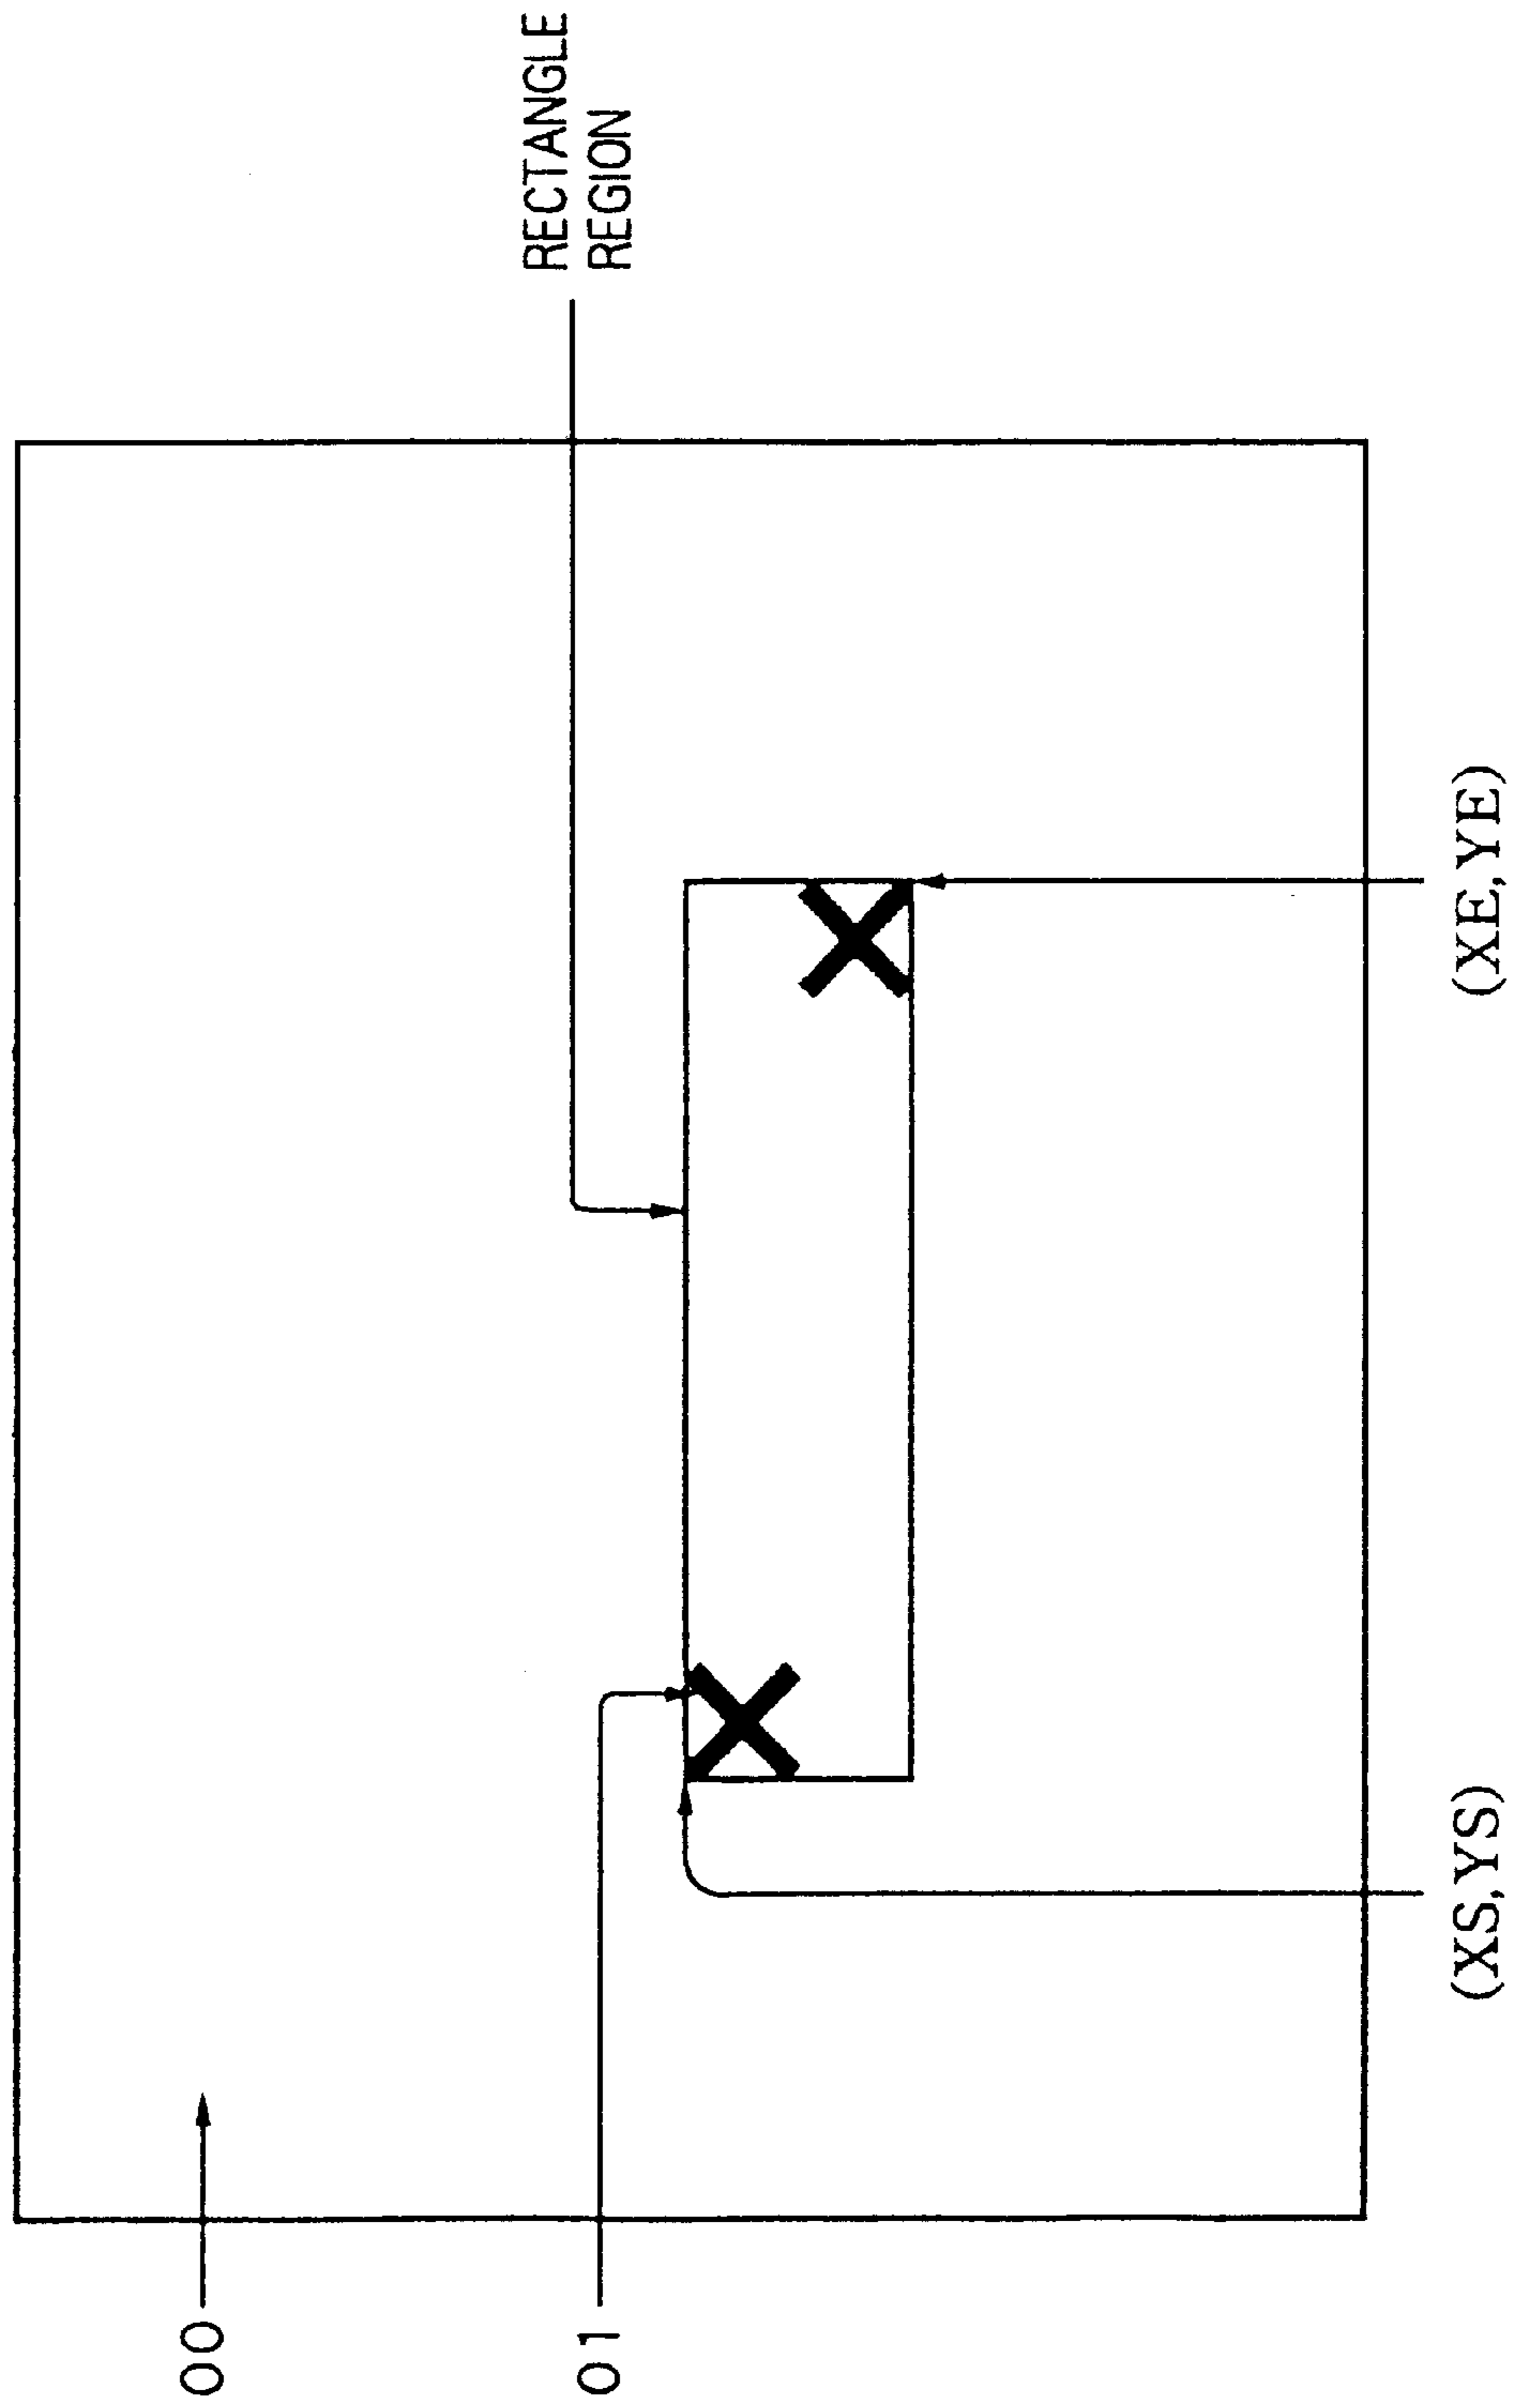 RECTANGLE
REGION
00
01
(XS,YS)
(XE,YE)